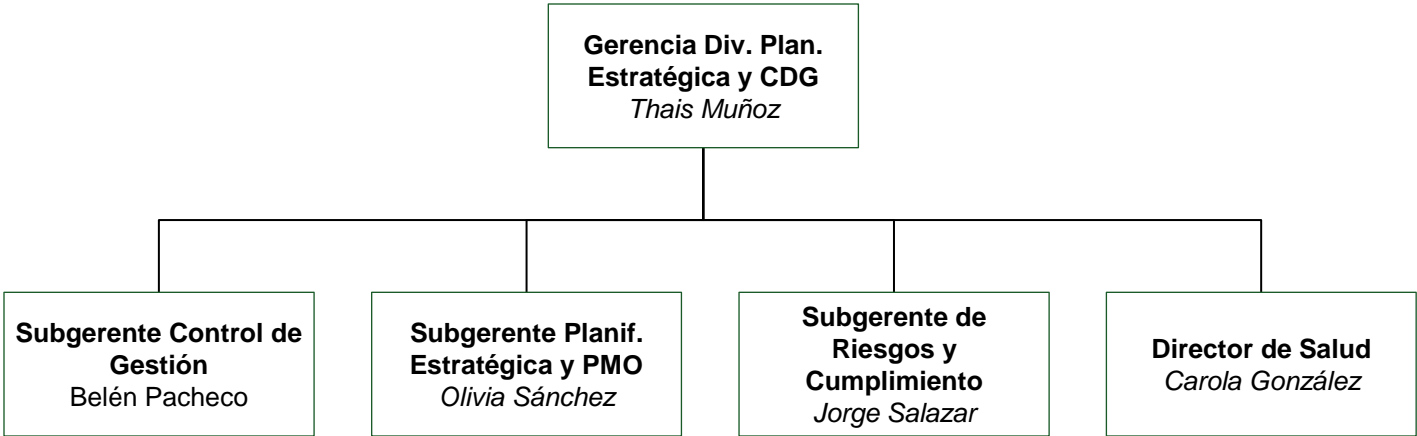 Gerencia Div. Plan.
Estratégica y CDG
Thais Muñoz
Subgerente Control de
Gestión
Belén Pacheco
Subgerente Planif.
Estratégica y PMO
Olivia Sánchez
Subgerente de
Riesgos y
Cumplimiento
Jorge Salazar
Director de Salud
Carola González